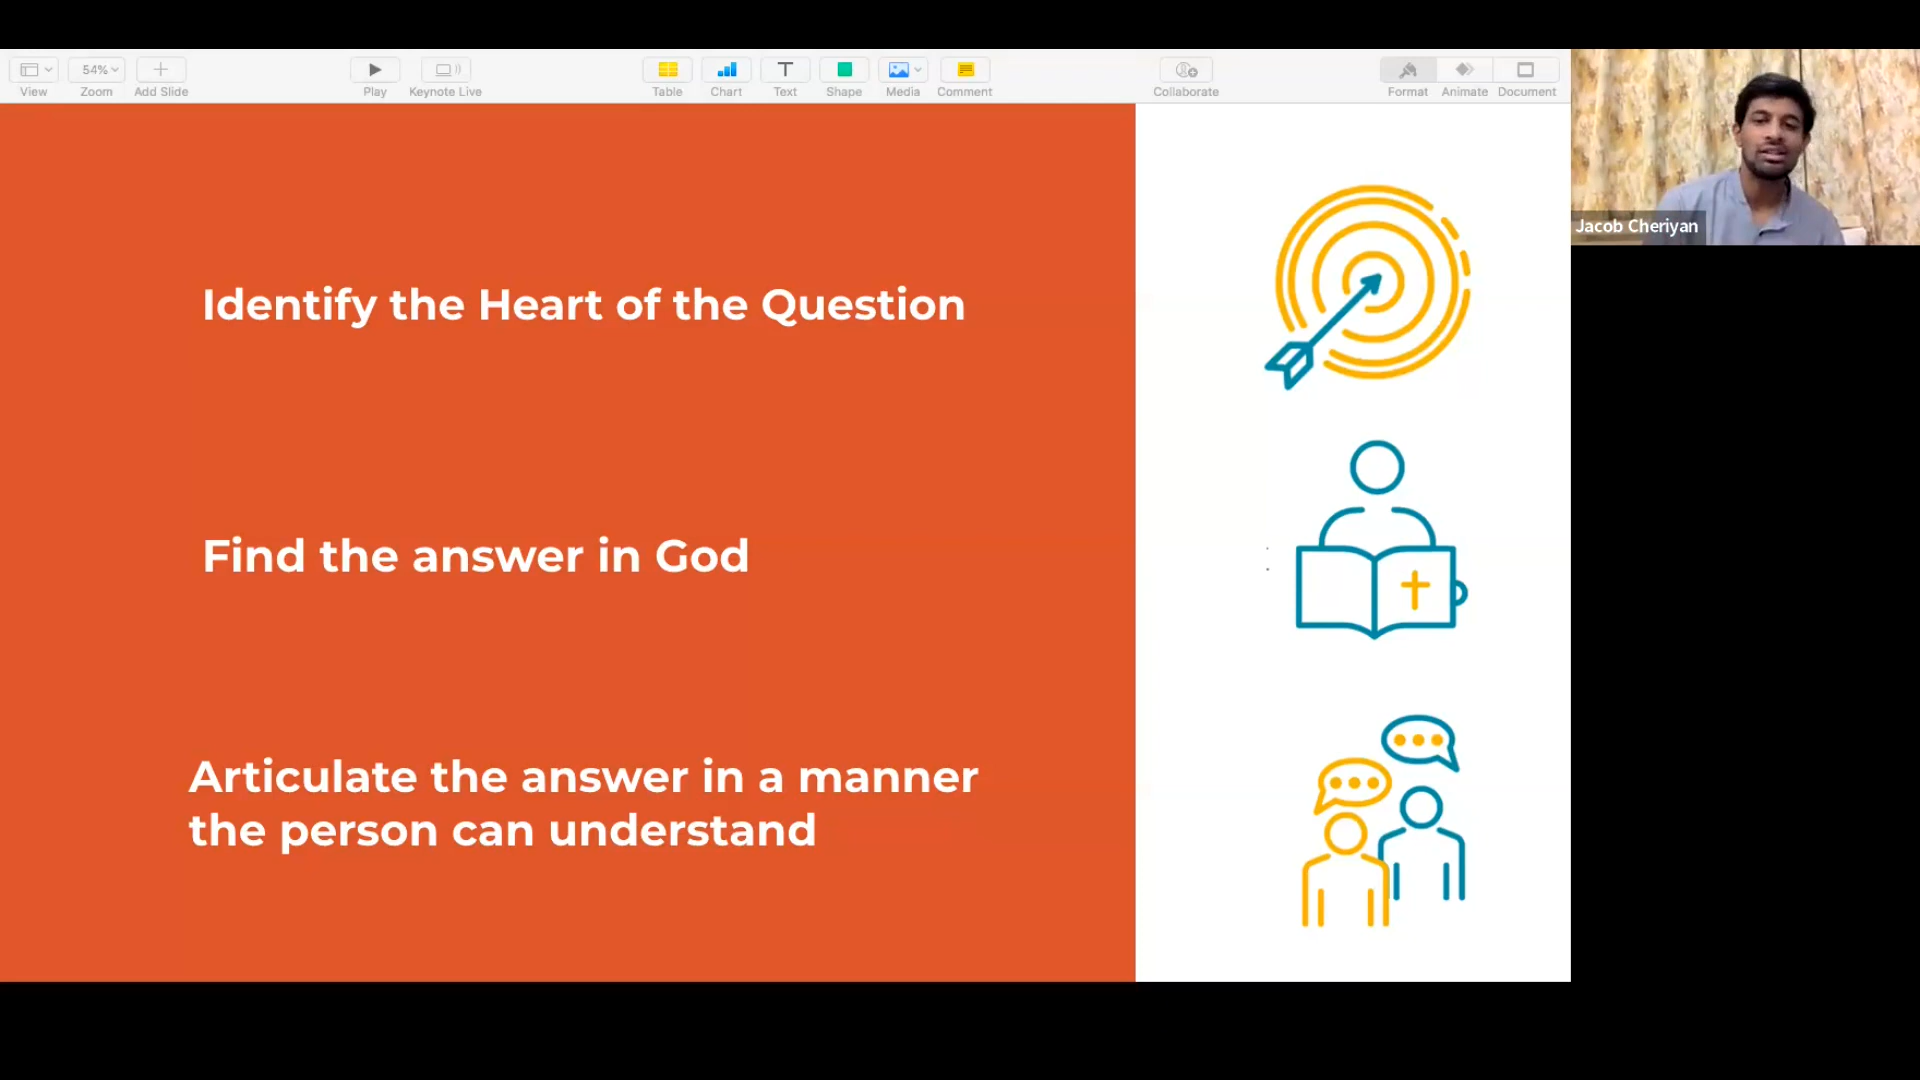 View
54%
Zoom
Add Slide
Play
Keynote Live
Table
Chart
Text
Shape
Media
Comment
Collaborate
Format
Animate
Document
Jacob Cheriyan
Identify the Heart of the Question
Find the answer in God
Articulate the answer in a manner
the person can understand